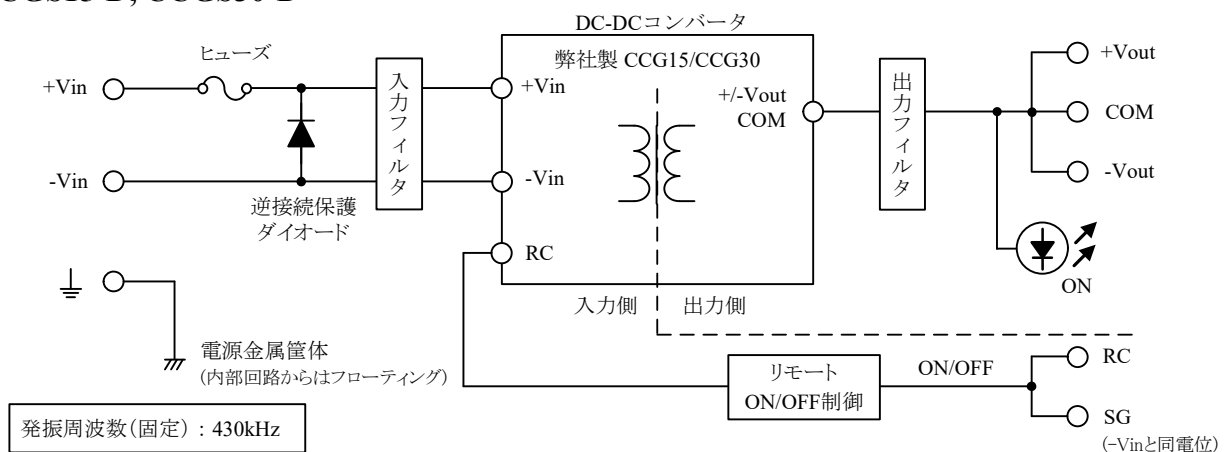 DC-DCコンバータ
弊社製 CCG15/CCG30
ヒューズ
+Vin
入力フィルタ
+Vin
+/-Vout
COM
出力フィルタ
+Vout
COM
-Vout
-Vin
-Vin
逆接続保護
ダイオード
RC
ON
入力側
出力側
電源金属筐体
(内部回路からはフローティング)
リモート
ON/OFF制御
ON/OFF
RC
SG
(-Vinと同電位)
発振周波数(固定) : 430kHz